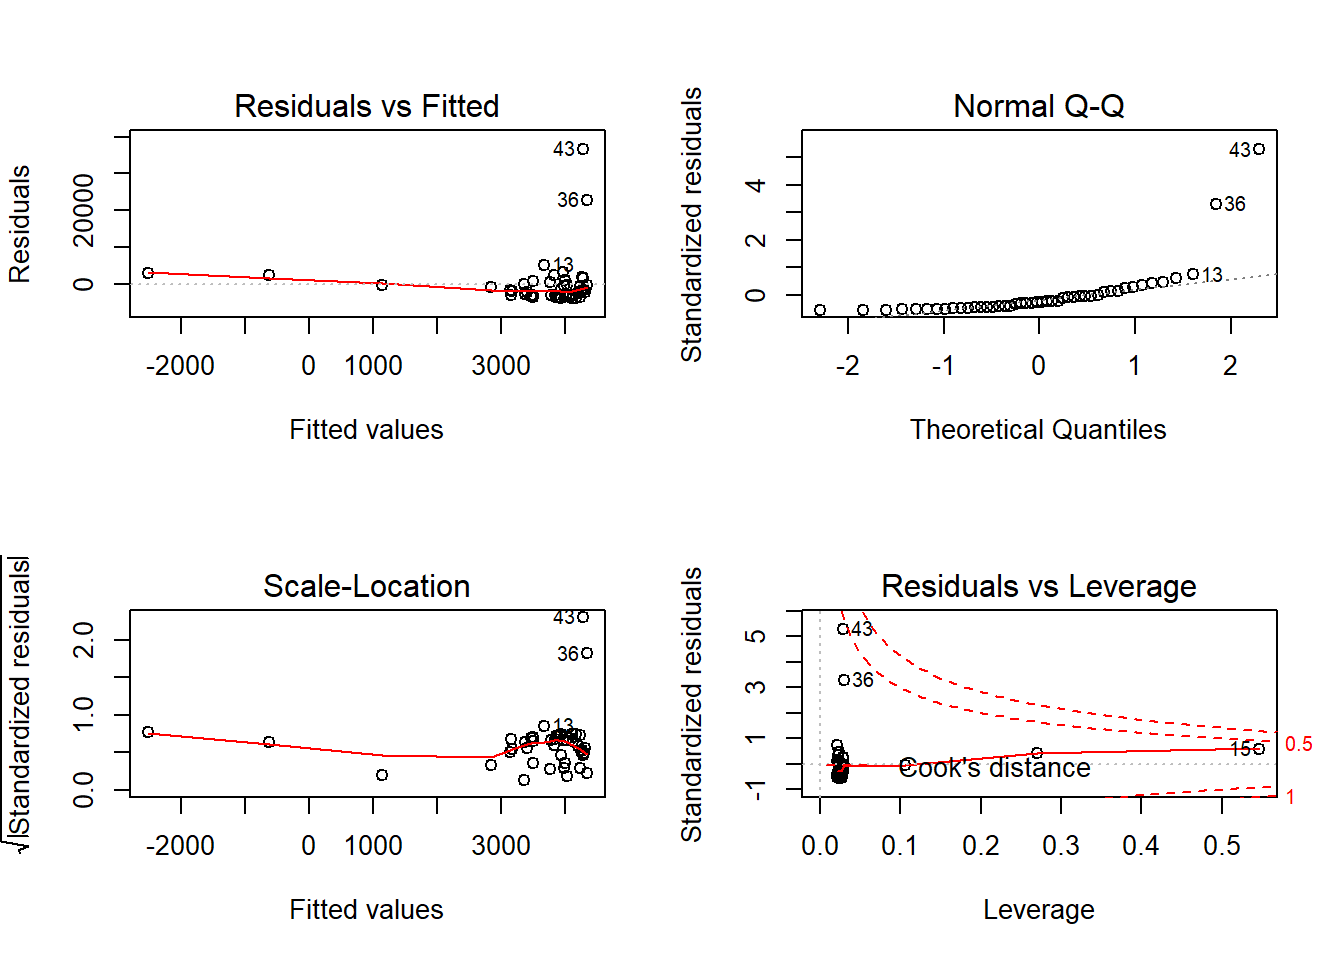 Residuals vs Fitted
Residuals
0 20000
43
36
13
-2000 0 1000 3000
Fitted values
Normal Q-Q
Standardized residuals
0 2 4
43
36
13
-2 -1 0 1 2
Theoretical Quantiles
Scale-Location
√|Standardized residuals|
0.0 1.0 2.0
43
36
13
-2000 0 1000 3000
Fitted values
Residuals vs Leverage
Standardized residuals
-1 1 3 5
43
36
15
Cook's distance
0.5
1
0.0 0.1 0.2 0.3 0.4 0.5
Leverage